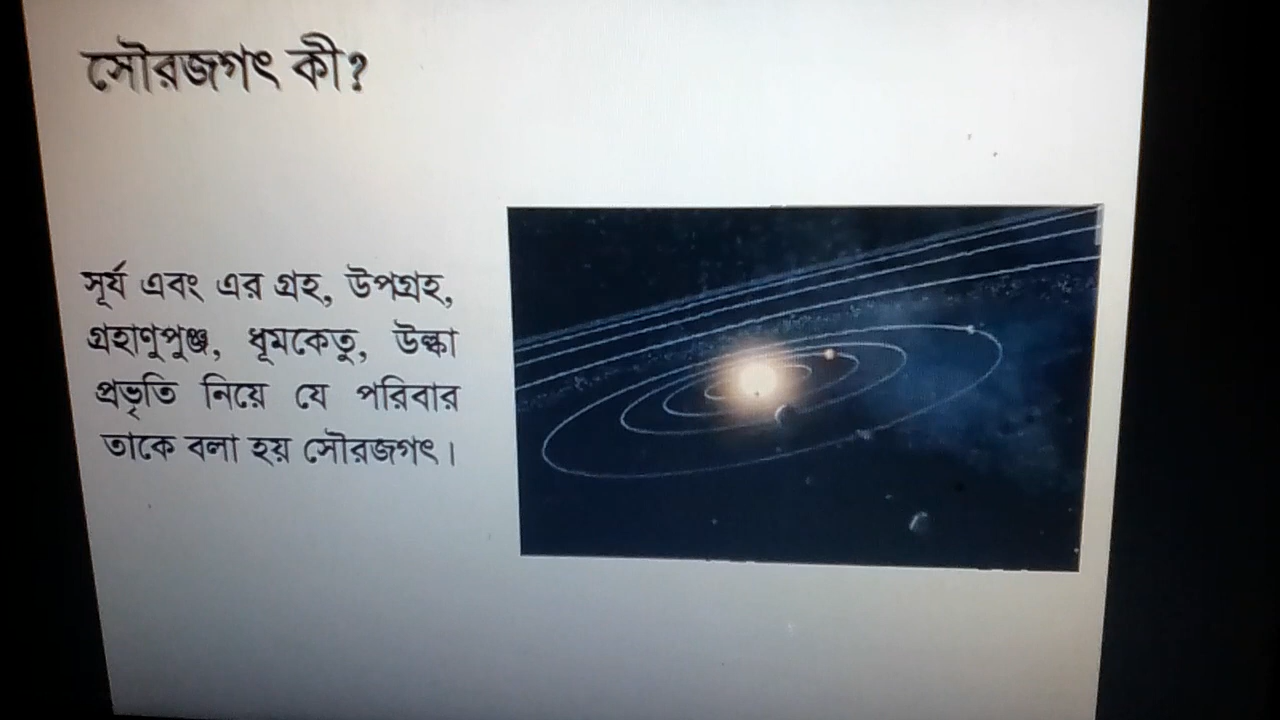 সৌরজগৎ কী?
সূর্য এবং এর গ্রহ, উপগ্রহ,
গ্রহাণুপুঞ্জ, ধূমকেতু, উল্কা
প্রভৃতি নিয়ে যে পরিবার
তাকে বলা হয় সৌরজগৎ।